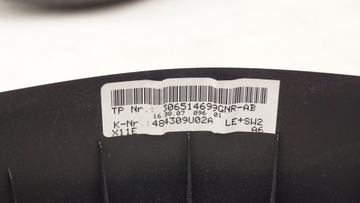 TP Nr.: 306514699GNR-AB
16 08.07 096 01
K-Nr.:484309U02A LE+SW2
X11E A6